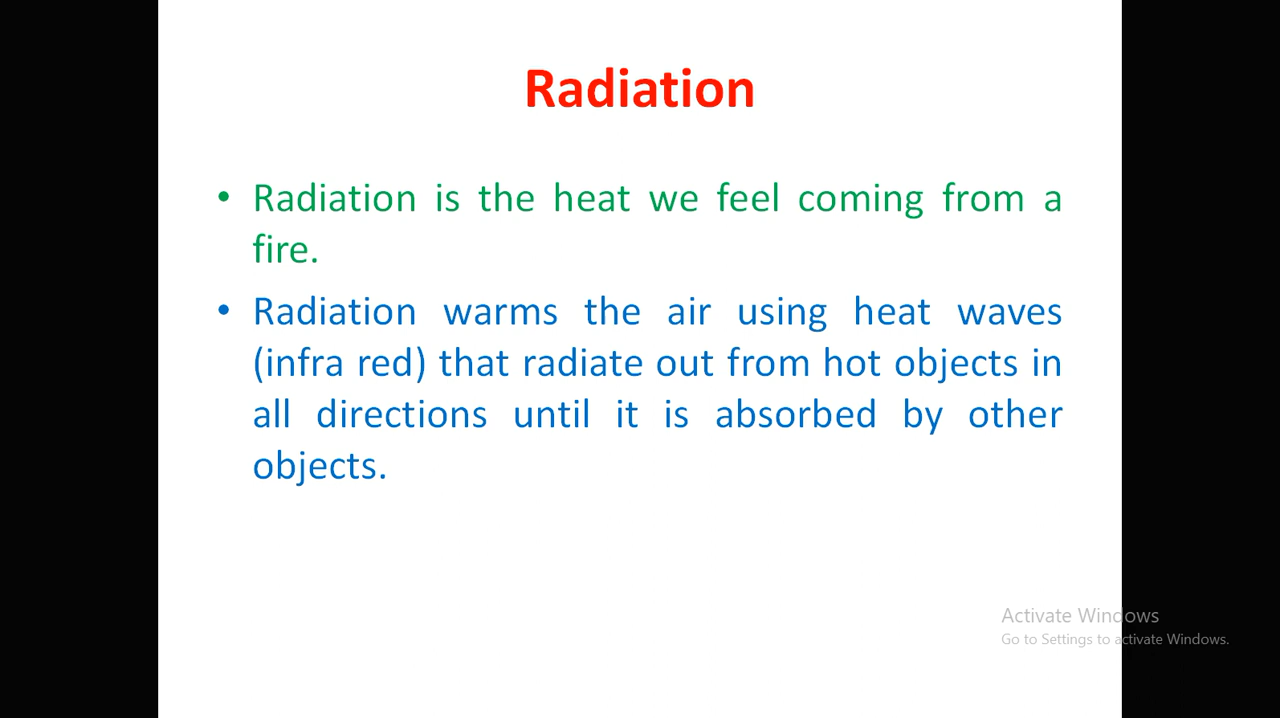 Radiation
• Radiation is the heat we feel coming from a
fire.
• Radiation warms the air using heat waves
(infra red) that radiate out from hot objects in
all directions until it is absorbed by other
objects.
Activate Windows
Go to Settings to activate Windows.